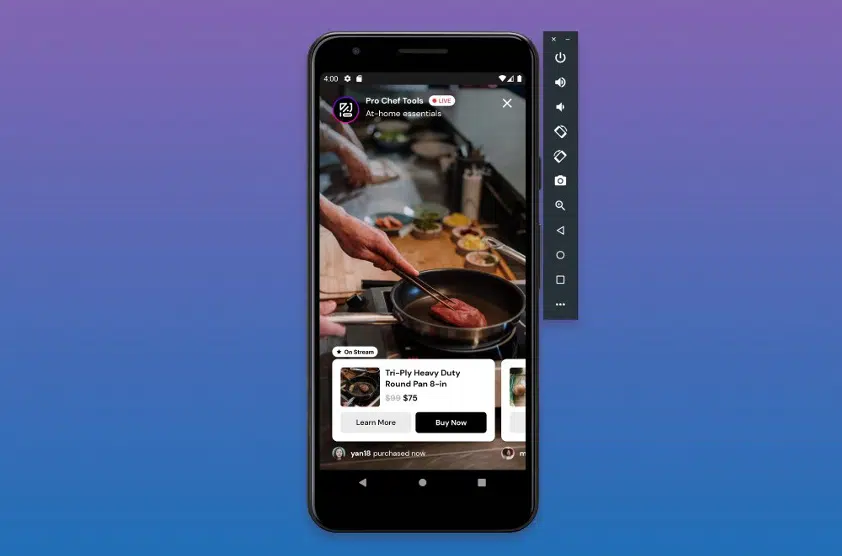 4:00
Pro Chef Tools LIVE
At-home essentials
On Stream
Tri-Ply Heavy Duty
Round Pan 8-in
$99 $75
Learn More Buy Now
yan18 purchased now